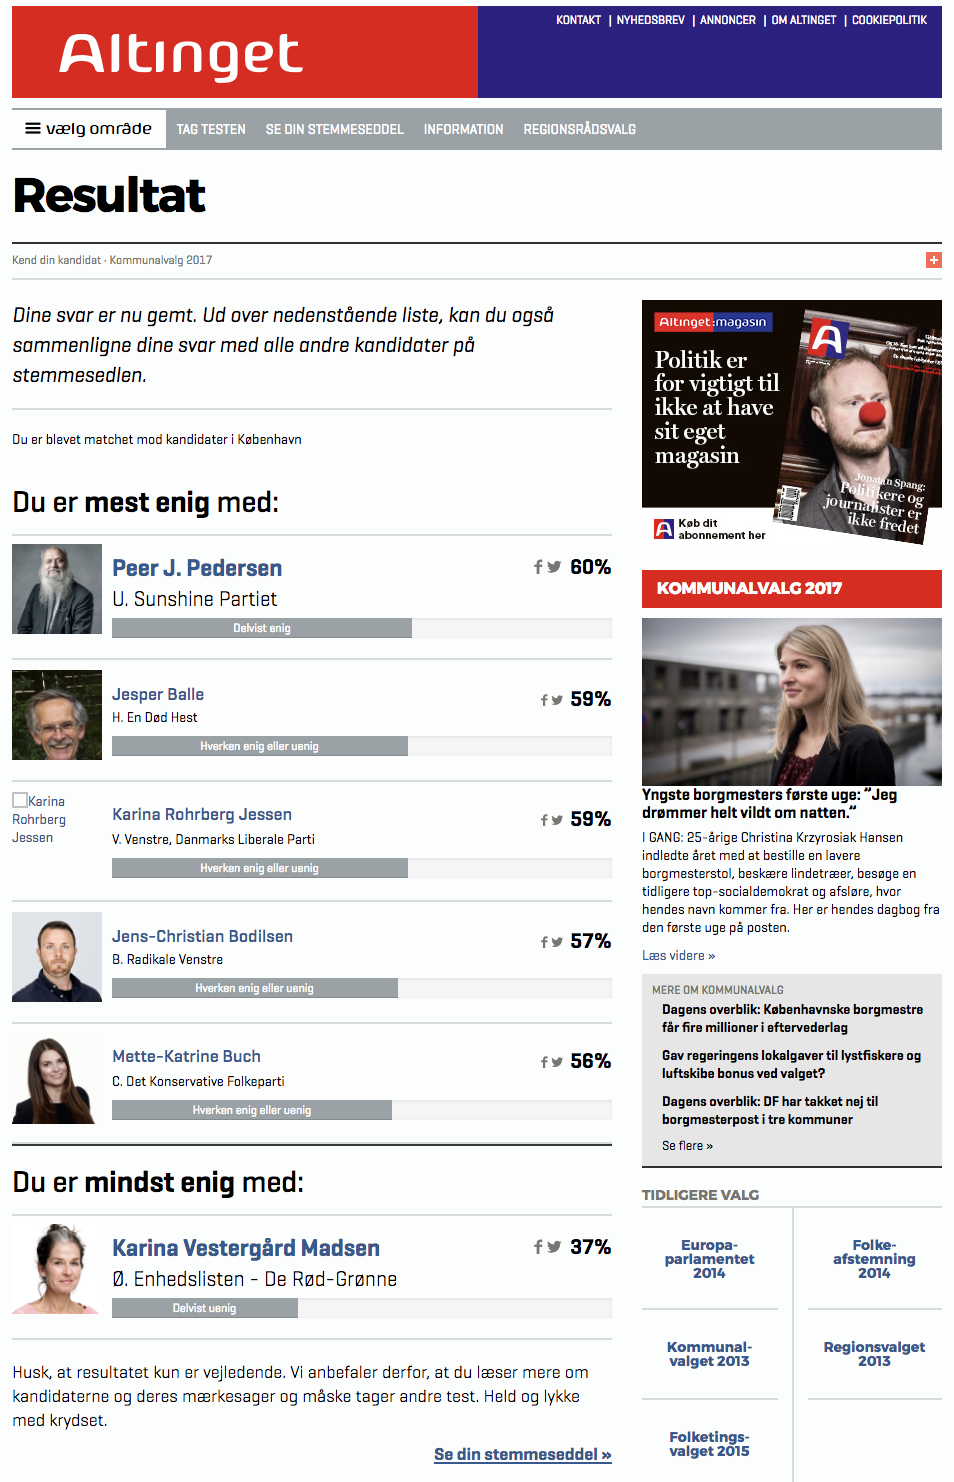 Altinget
KONTAKT | NYHEDSBREV | ANNONCER | OM ALTINGET | COOKIEPOLITIK
vælg område
TAG TESTEN
SE DIN STEMMESEDDEL
INFORMATION
REGIONSRÅDSVALG
Resultat
Kend din kandidat · Kommunalvalg 2017
Dine svar er nu gemt. Ud over nedenstående liste, kan du også
sammenligne dine svar med alle andre kandidater på
stemmesedlen.
Du er blevet matchet mod kandidater i København
Du er mest enig med:
Peer J. Pedersen
60%
U. Sunshine Partiet
Delvist enig
Jesper Balle
59%
H. En Død Hest
Hverken enig eller uenig
Karina
Rohrberg
Jessen
Karina Rohrberg Jessen
59%
V. Venstre, Danmarks Liberale Parti
Hverken enig eller uenig
Jens-Christian Bødilsen
57%
B. Radikale Venstre
Hverken enig eller uenig
Mette-Katrine Buch
56%
C. Det Konservative Folkeparti
Hverken enig eller uenig
Du er mindst enig med:
Karina Vestergård Madsen
37%
Ø. Enhedslisten - De Rød-Grønne
Delvist uenig
Husk, at resultatet kun er vejledende. Vi anbefaler derfor, at du læser mere om
kandidaterne og deres mærkesager og måske tager andre test. Held og lykke
med krydset.
Se din stemmeseddel »
Altinget:magasin
Politik er
for vigtigt til
ikke at have
sit eget
magasin
A
Jonatan Spang:
Politikere og
journalister er
ikke fredet
A
Køb dit
abonnement her
KOMMUNALVALG 2017
Yngste borgmesters første uge: "Jeg
drømmer helt vildt om natten."
I GANG: 25-årige Christina Krzyrosiak Hansen
indledte året med at bestille en lavere
borgmesterstol, beskære lindetræer, besøge en
tidligere top-socialdemokrat og afsløre, hvor
hendes navn kommer fra. Her er hendes dagbog fra
den første uge på posten.
Læs videre »
MERE OM KOMMUNALVALG
Dagens overblik: Københavnske borgmestre
får fire millioner i eftervederlag
Gav regeringens lokalgaver til lystfiskere og
luftskibe bonus ved valget?
Dagens overblik: DF har takket nej til
borgmesterpost i tre kommuner
Se flere »
TIDLIGERE VALG
Europa-
parlamentet
2014
Folke-
afstemning
2014
Kommunal-
valget 2013
Regionsvalget
2013
Folketings-
valget 2015